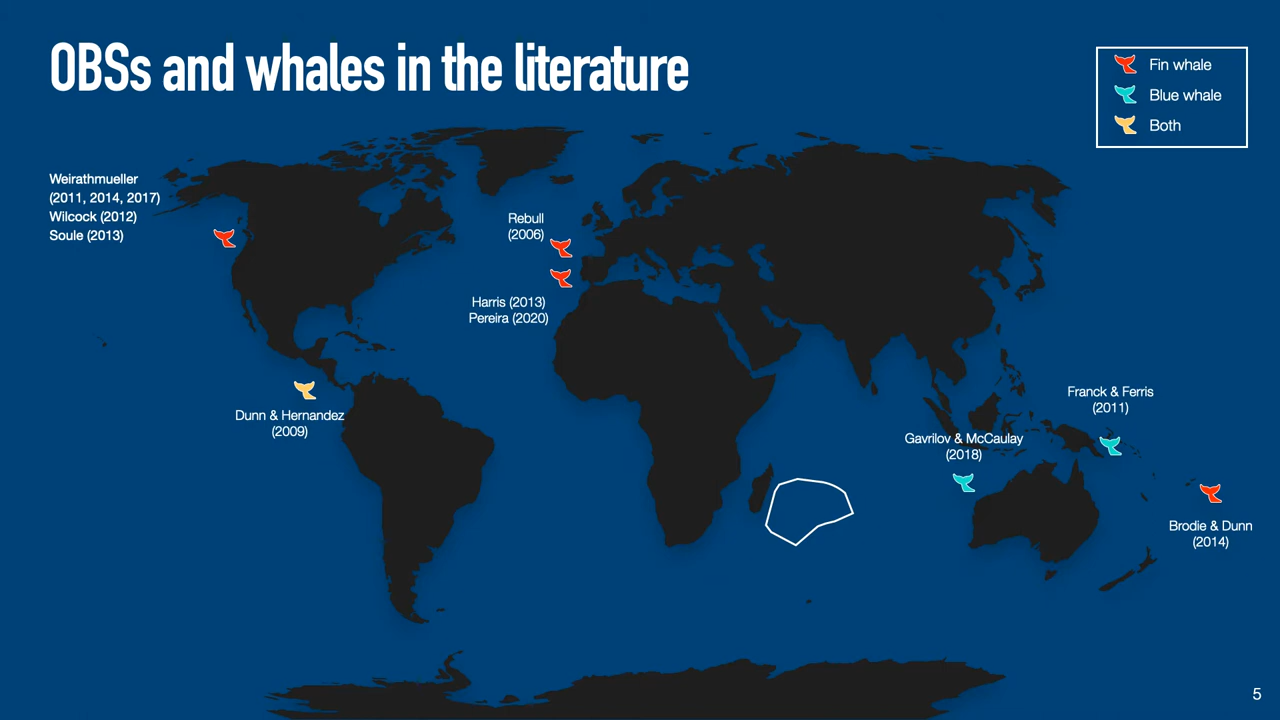 OBSs and whales in the literature
Fin whale
Blue whale
Both
Weirathmueller
(2011, 2014, 2017)
Wilcock (2012)
Soule (2013)
Rebull
(2006)
Harris (2013)
Pereira (2020)
Dunn & Hernandez
(2009)
Franck & Ferris
(2011)
Gavrilov & McCaulay
(2018)
Brodie & Dunn
(2014)
5